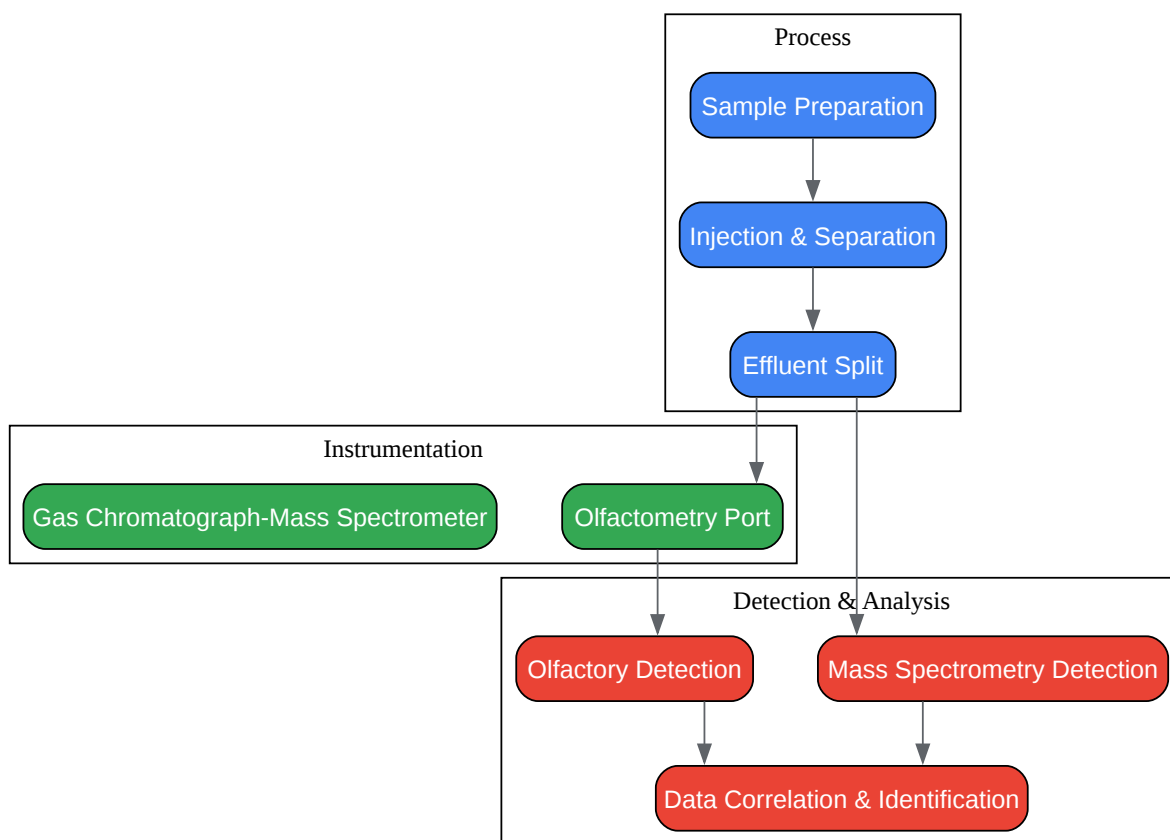 Process
Sample Preparation
Injection & Separation
Effluent Split
Instrumentation
Gas Chromatograph-Mass Spectrometer
Olfactometry Port
Detection & Analysis
Olfactory Detection
Mass Spectrometry Detection
Data Correlation & Identification